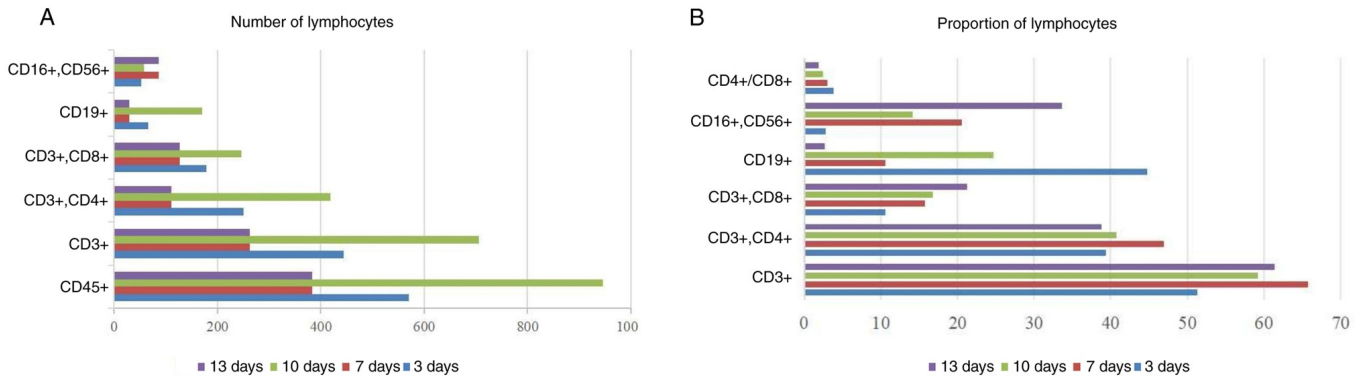 A
Number of lymphocytes
CD16+,CD56+
CD19+
CD3+,CD8+
CD3+,CD4+
CD3+
CD45+
0 200 400 600 800 100
13 days 10 days 7 days 3 days
B
Proportion of lymphocytes
CD4+/CD8+
CD16+,CD56+
CD19+
CD3+,CD8+
CD3+,CD4+
CD3+
0 10 20 30 40 50 60 70
13 days 10 days 7 days 3 days